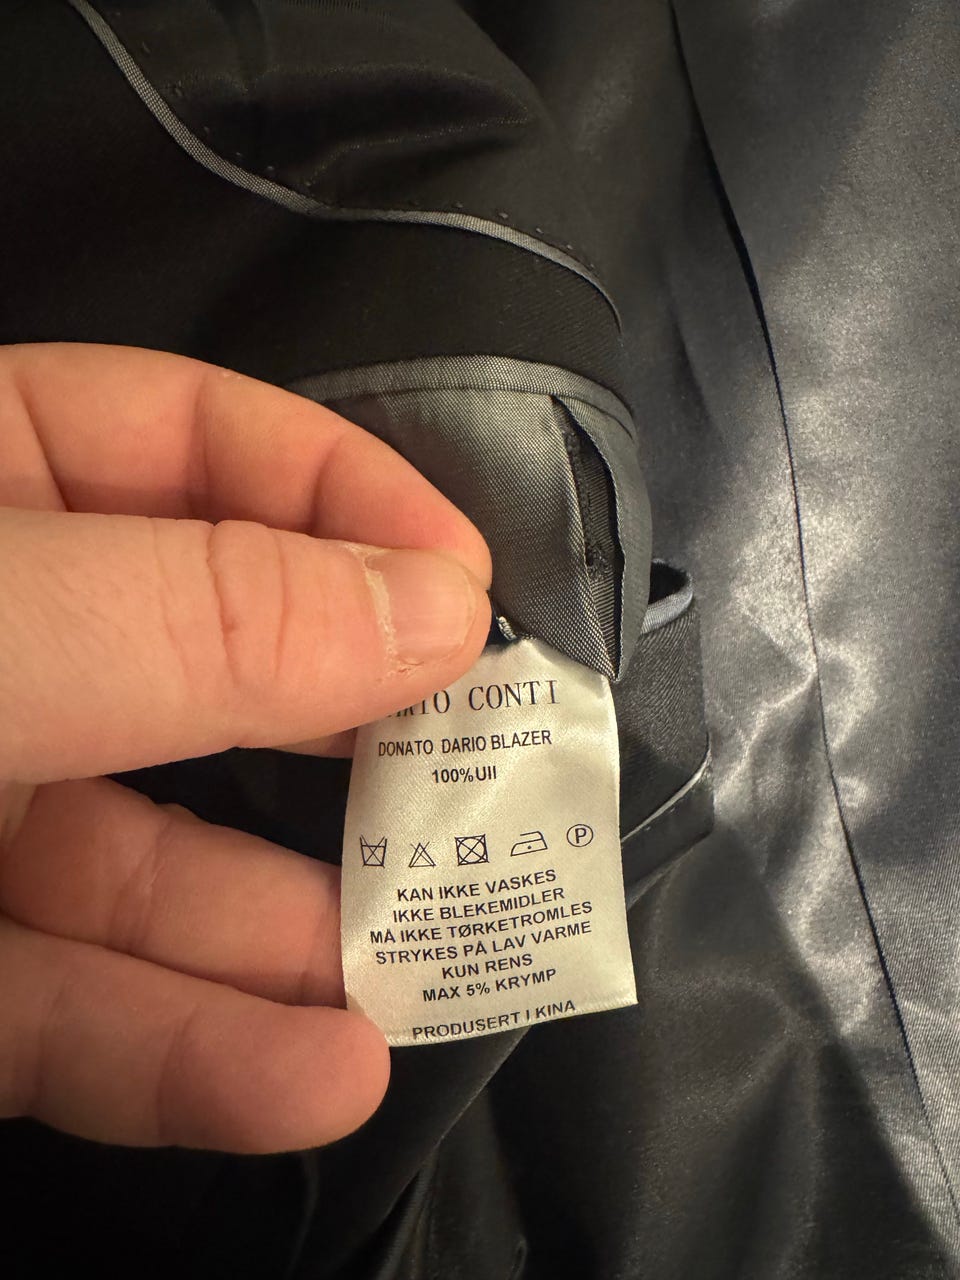 CONTI
DONATO DARIO BLAZER
100%Ull
P
KAN IKKE VASKES
IKKE BLEKEMIDLER
MÅ IKKE TØRKETROMLES
STRYKES PÅ LAV VARME
KUN RENS
MAX 5% KRYMP
PRODUSERT I KINA